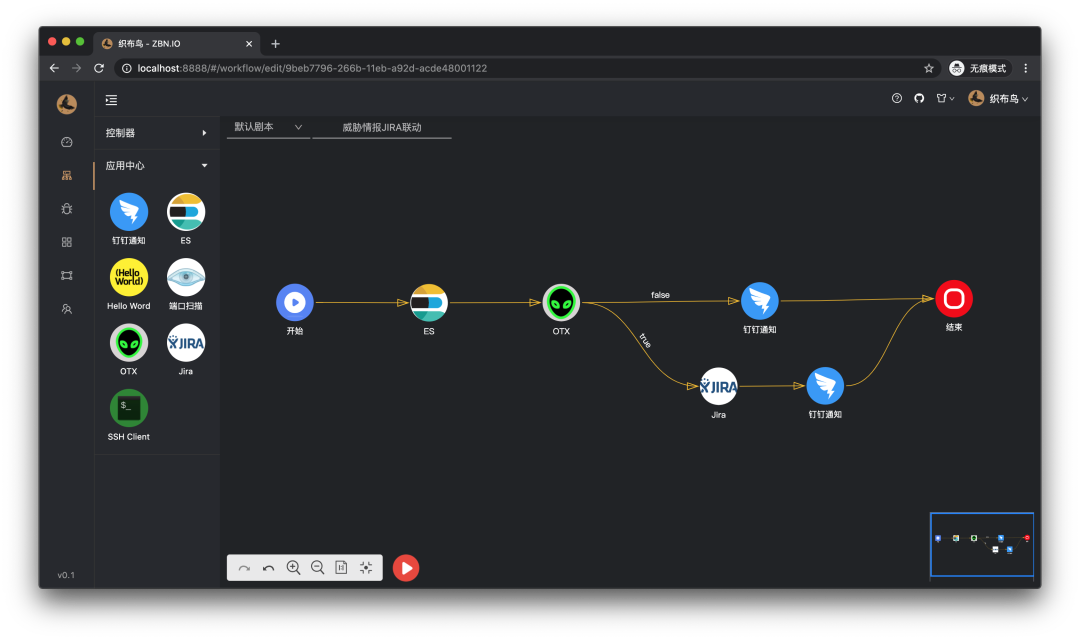 织布鸟 - ZBN.IO
localhost:8888/#/workflow/edit/9beb7796-266b-11eb-a92d-acde48001122
无痕模式
织布鸟
控制器
默认剧本
威胁情报JIRA联动
应用中心
钉钉通知
ES
(Hello
World)
Hello Word
端口扫描
OTX
JIRA
Jira
$_
SSH Client
开始
ES
OTX
false
true
钉钉通知
结束
JIRA
Jira
钉钉通知
v0.1